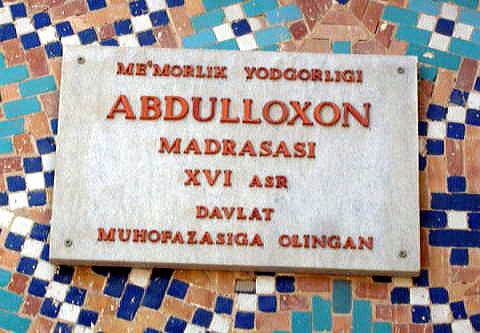 ME'MORLIK YODGORLIGI
ABDULLOXON
MADRASASI
XVI ASR
DAVLAT
MUHOFAZASIGA OLINGAN